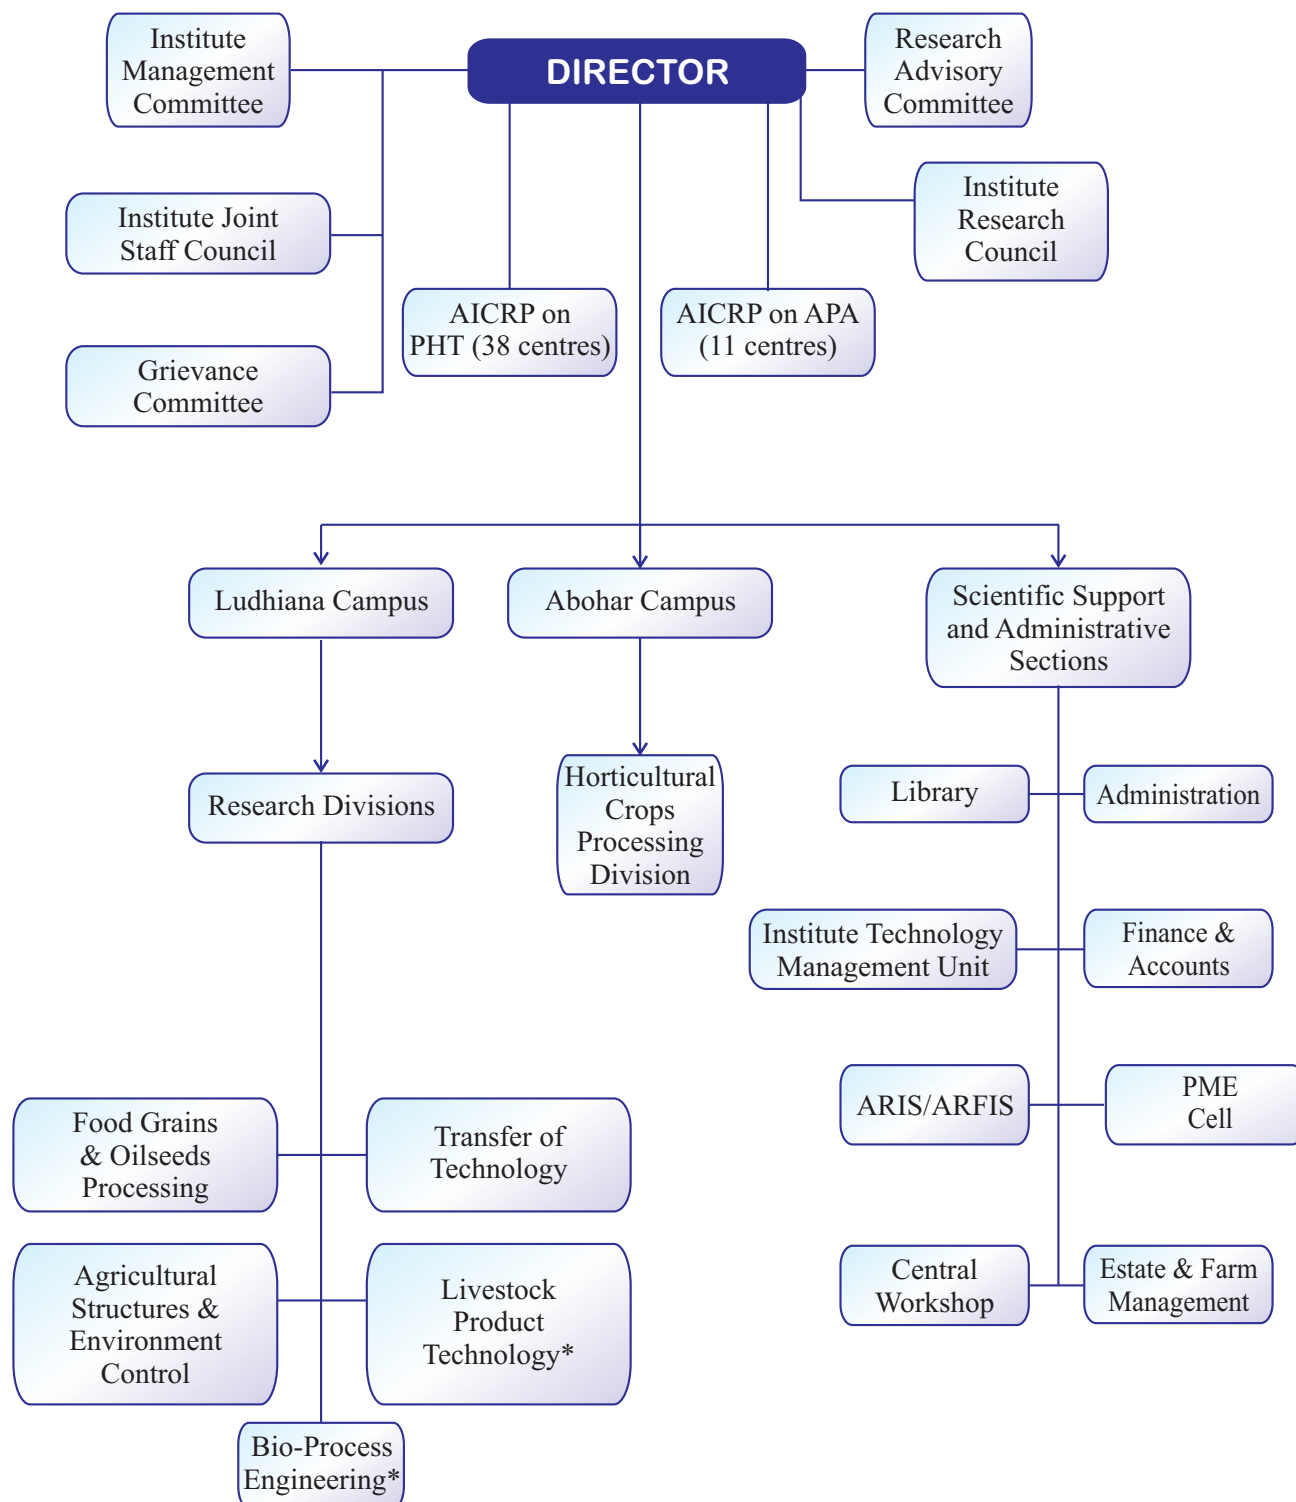 Institute
Management
Committee
DIRECTOR
Research
Advisory
Committee
Institute Joint
Staff Council
Institute
Research
Council
Grievance
Committee
AICRP on
PHT (38 centres)
AICRP on APA
(11 centres)
Ludhiana Campus
Abohar Campus
Scientific Support
and Administrative
Sections
Research Divisions
Horticultural
Crops
Processing
Division
Library
Administration
Institute Technology
Management Unit
Finance &
Accounts
ARIS/ARFIS
PME
Cell
Central
Workshop
Estate & Farm
Management
Food Grains
& Oilseeds
Processing
Transfer of
Technology
Agricultural
Structures &
Environment
Control
Livestock
Product
Technology*
Bio-Process
Engineering*